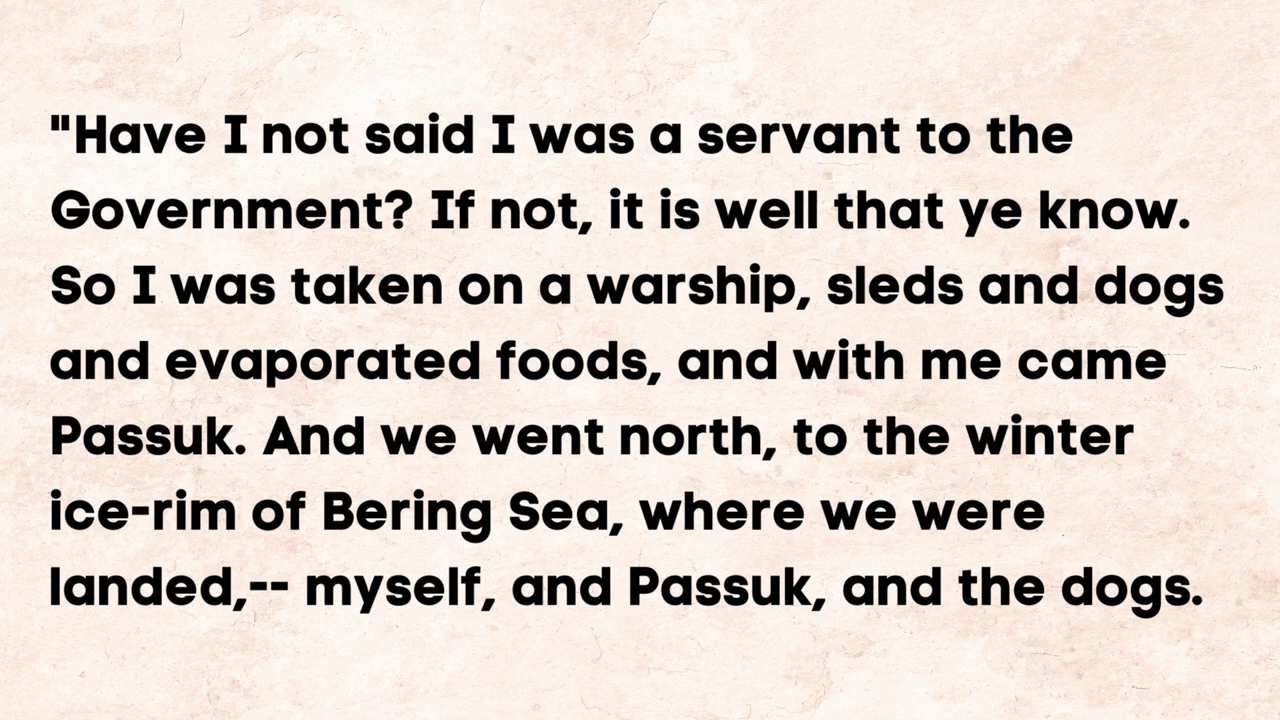 "Have I not said I was a servant to the
Government? If not, it is well that ye know.
So I was taken on a warship, sleds and dogs
and evaporated foods, and with me came
Passuk. And we went north, to the winter
ice-rim of Bering Sea, where we were
landed,-- myself, and Passuk, and the dogs.